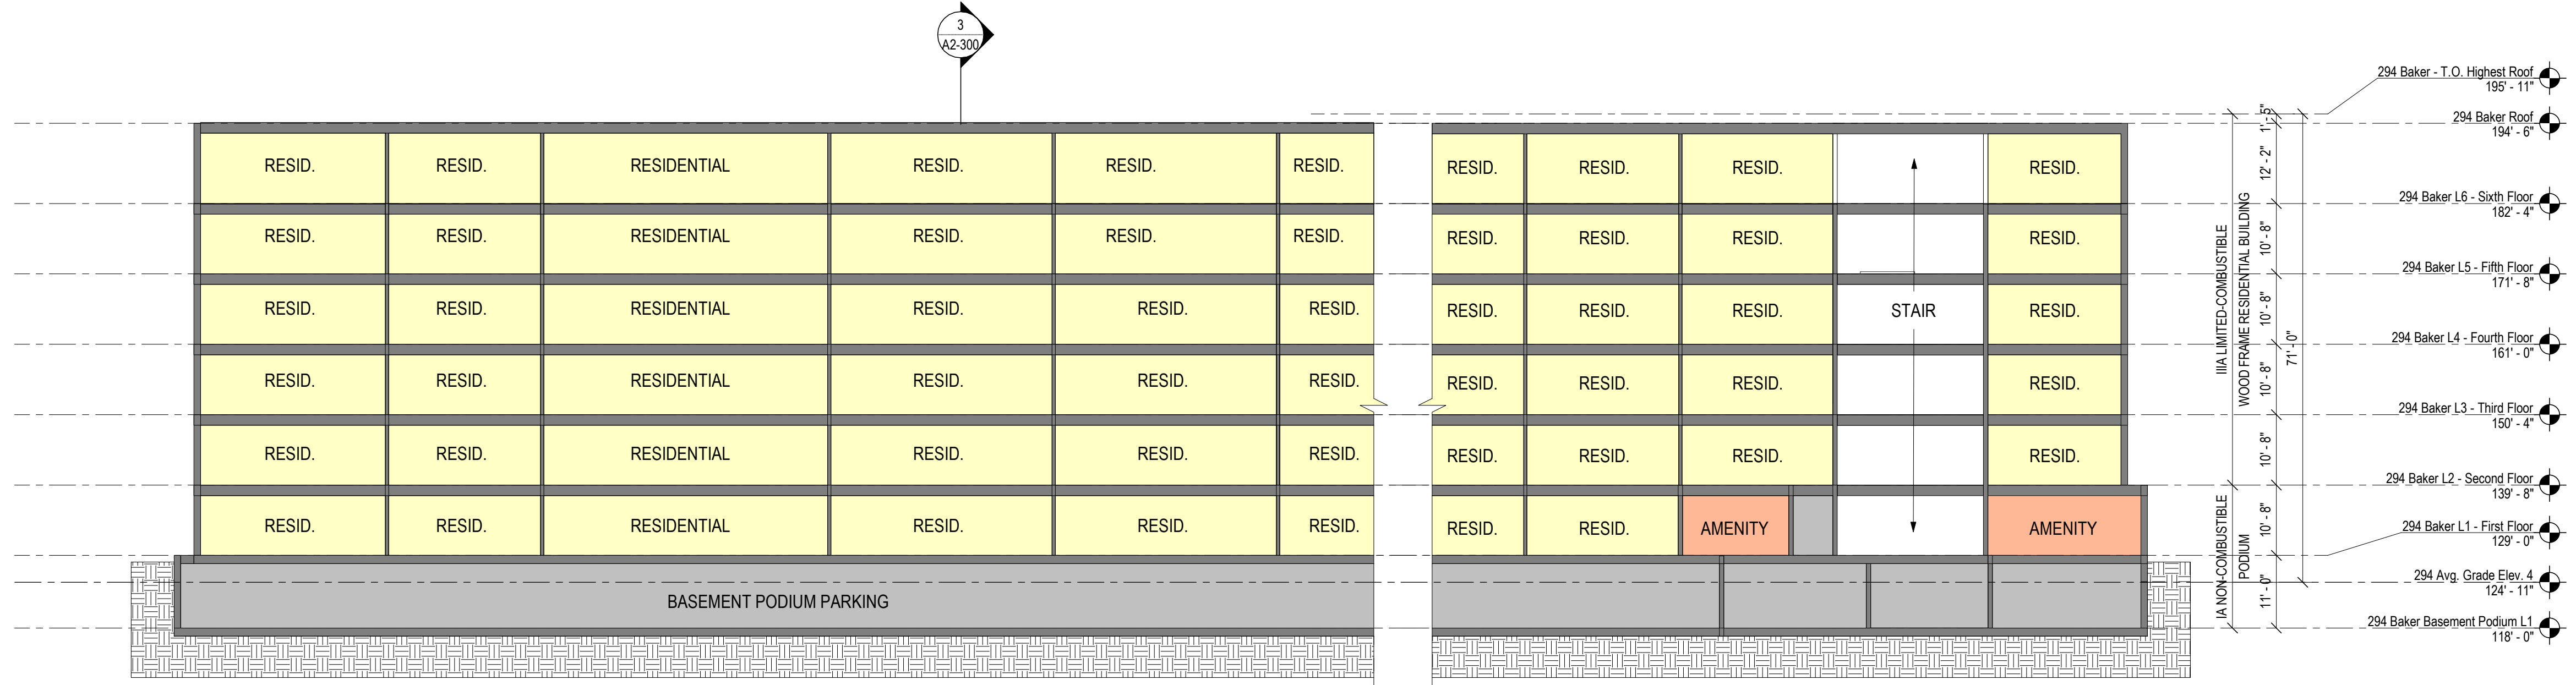 3
A2-300
294 Baker - T.O. Highest Roof
195' - 11"
294 Baker Roof
194' - 6"
1' - 5"
RESID. RESID. RESIDENTIAL RESID. RESID. RESID. RESID. RESID. RESID. RESID.
12' - 2"
294 Baker L6 - Sixth Floor
182' - 4"
RESID. RESID. RESIDENTIAL RESID. RESID. RESID. RESID. RESID. RESID. RESID.
10' - 8"
294 Baker L5 - Fifth Floor
171' - 8"
RESID. RESID. RESIDENTIAL RESID. RESID. RESID. RESID. RESID. RESID. STAIR RESID.
10' - 8"
294 Baker L4 - Fourth Floor
161' - 0"
RESID. RESID. RESIDENTIAL RESID. RESID. RESID. RESID. RESID. RESID. RESID.
10' - 8"
294 Baker L3 - Third Floor
150' - 4"
RESID. RESID. RESIDENTIAL RESID. RESID. RESID. RESID. RESID. RESID. RESID.
10' - 8"
294 Baker L2 - Second Floor
139' - 8"
RESID. RESID. RESIDENTIAL RESID. RESID. RESID. RESID. RESID. AMENITY AMENITY
10' - 8"
294 Baker L1 - First Floor
129' - 0"
294 Avg. Grade Elev. 4
124' - 11"
BASEMENT PODIUM PARKING
11' - 0"
294 Baker Basement Podium L1
118' - 0"
IIIA LIMITED-COMBUSTIBLE
WOOD FRAME RESIDENTIAL BUILDING
71' - 0"
IA NON-COMBUSTIBLE
PODIUM